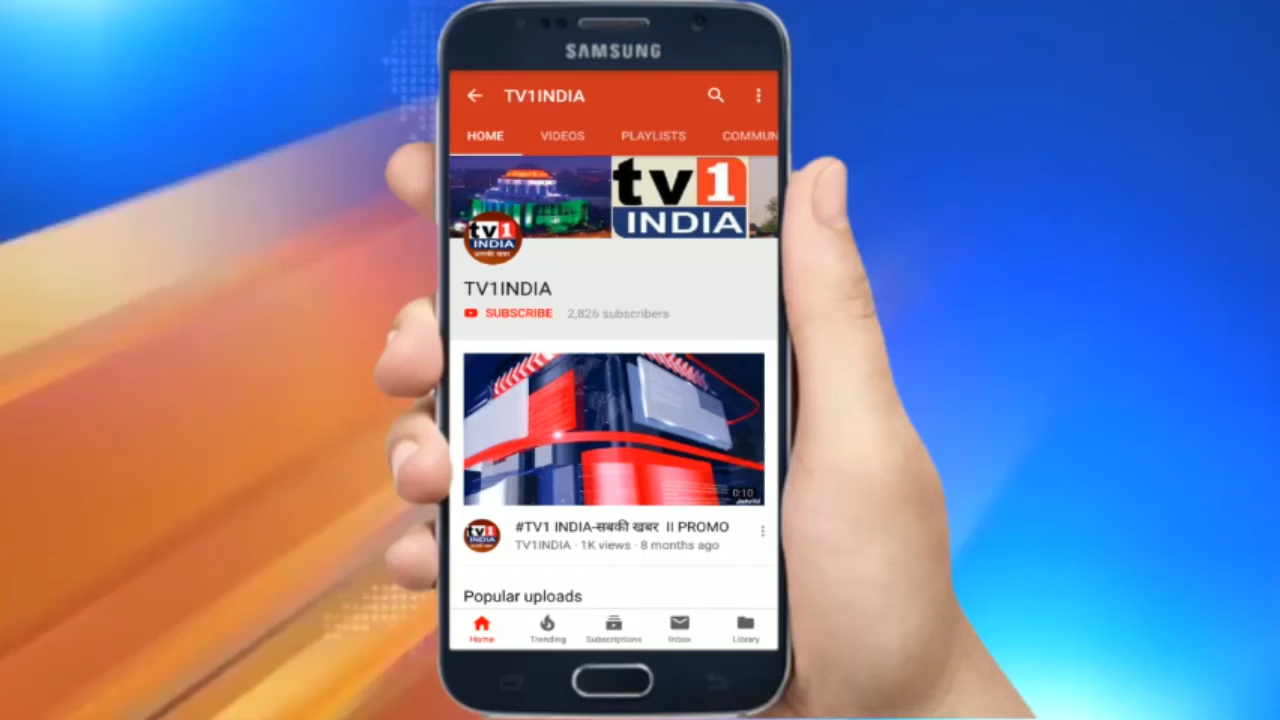 SAMSUNG
TV1INDIA
HOME VIDEOS PLAYLISTS COMMUN
tv1
INDIA
tv1
INDIA
TV1INDIA
SUBSCRIBE 2,826 subscribers
0:10
#TV1 INDIA-सबकी खबर II PROMO
TV1INDIA · 1K views · 8 months ago
tv1
INDIA
Popular uploads
Home Trending Subscriptions Inbox Library